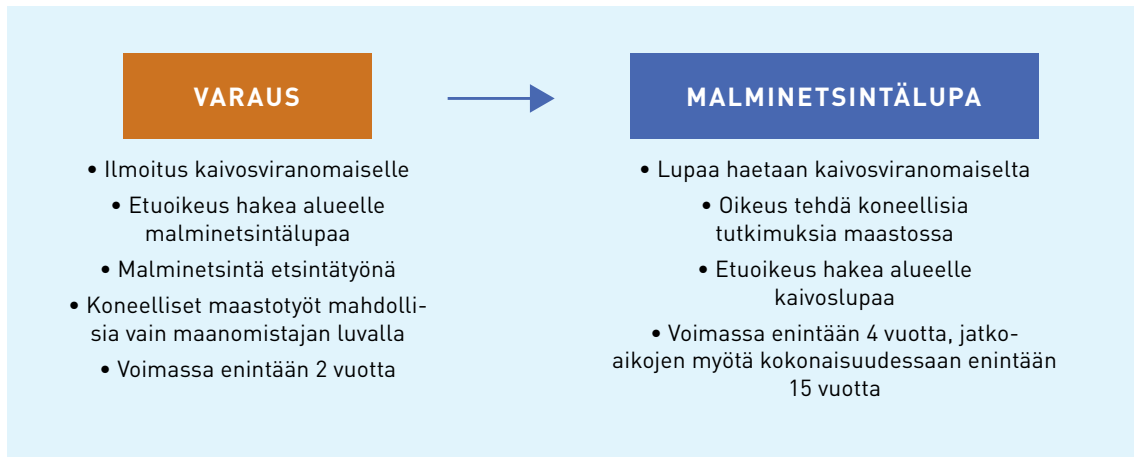 VARAUS
• Ilmoitus kaivosviranomaiselle
• Etuoikeus hakea alueelle
malminetsintälupaa
• Malminetsintä etsintätyönä
• Koneelliset maastotyöt mahdolli-
sia vain maanomistajan luvalla
• Voimassa enintään 2 vuotta
MALMINETSINTÄLUPA
• Lupaa haetaan kaivosviranomaiselta
• Oikeus tehdä koneellisia
tutkimuksia maastossa
• Etuoikeus hakea alueelle
kaivoslupaa
• Voimassa enintään 4 vuotta, jatko-
aikojen myötä kokonaisuudessaan enintään
15 vuotta